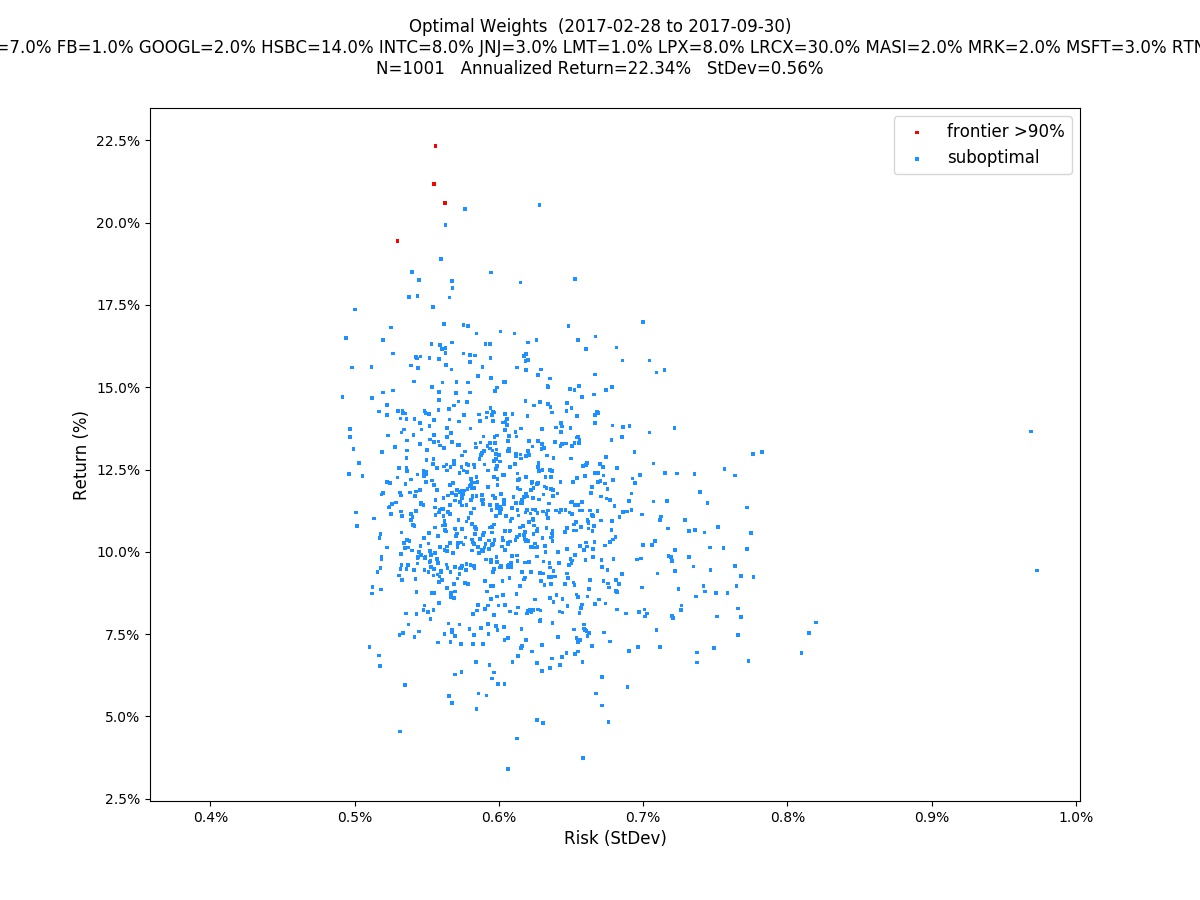 Optimal Weights (2017-02-28 to 2017-09-30)
=7.0% FB=1.0% GOOGL=2.0% HSBC=14.0% INTC=8.0% JNJ=3.0% LMT=1.0% LPX=8.0% LRCX=30.0% MASI=2.0% MRK=2.0% MSFT=3.0% RTN
N=1001 Annualized Return=22.34% StDev=0.56%
frontier >90%
suboptimal
22.5%
20.0%
17.5%
15.0%
12.5%
10.0%
7.5%
5.0%
2.5%
Return (%)
0.4% 0.5% 0.6% 0.7% 0.8% 0.9% 1.0%
Risk (StDev)